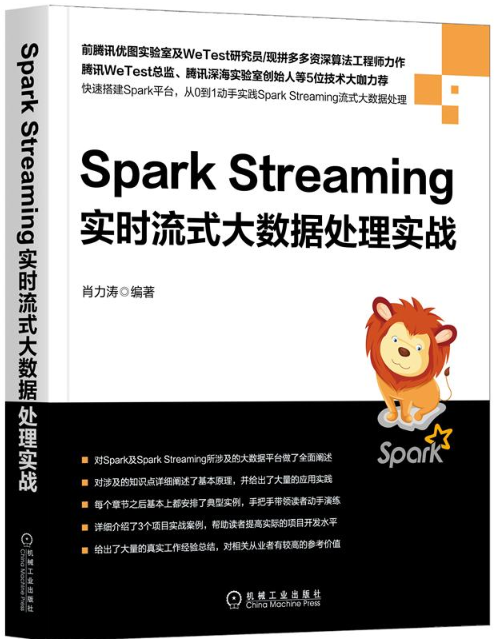 前腾讯优图实验室及WeTest研究员/现拼多多资深算法工程师力作
腾讯WeTest总监、腾讯深海实验室创始人等5位技术大咖力荐
快速搭建Spark平台，从0到1动手实践Spark Streaming流式大数据处理
Spark Streaming
实时流式大数据处理实战
肖力涛◎编著
Spark
对Spark及Spark Streaming所涉及的大数据平台做了全面阐述
对涉及的知识点详细阐述了基本原理，并给出了大量的应用实践
每个章节之后基本上都安排了典型实例，手把手带领读者动手演练
详细介绍了3个项目实战案例，帮助读者提高实际的项目开发水平
给出了大量的真实工作经验总结，对相关从业者有较高的参考价值
机械工业出版社
China Machine Press
Spark Streaming实时流式大数据处理实战
机械工业出版社
China Machine Press